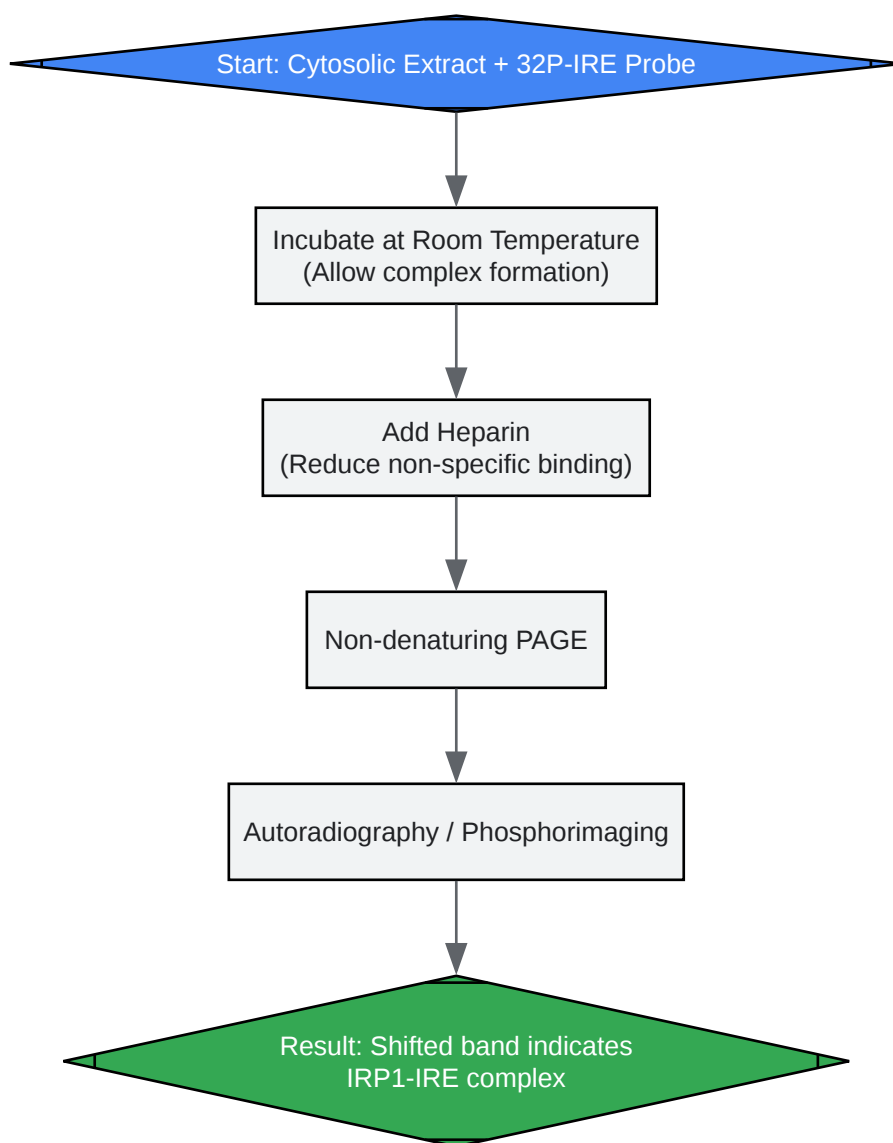 Start: Cytosolic Extract + 32P-IRE Probe
Incubate at Room Temperature
(Allow complex formation)
Add Heparin
(Reduce non-specific binding)
Non-denaturing PAGE
Autoradiography / Phosphorimaging
Result: Shifted band indicates
IRP1-IRE complex